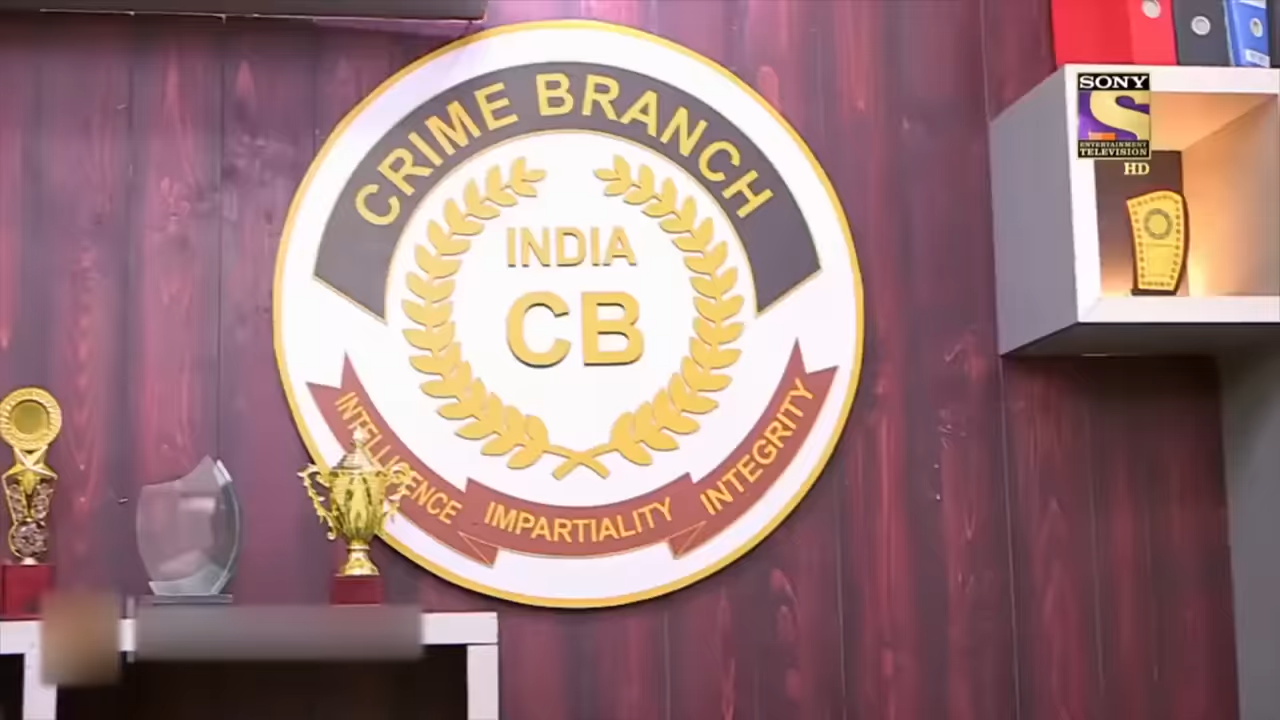 CRIME BRANCH
INDIA
CB
INTELLIGENCE IMPARTIALITY INTEGRITY
SONY
ENTERTAINMENT
TELEVISION
HD